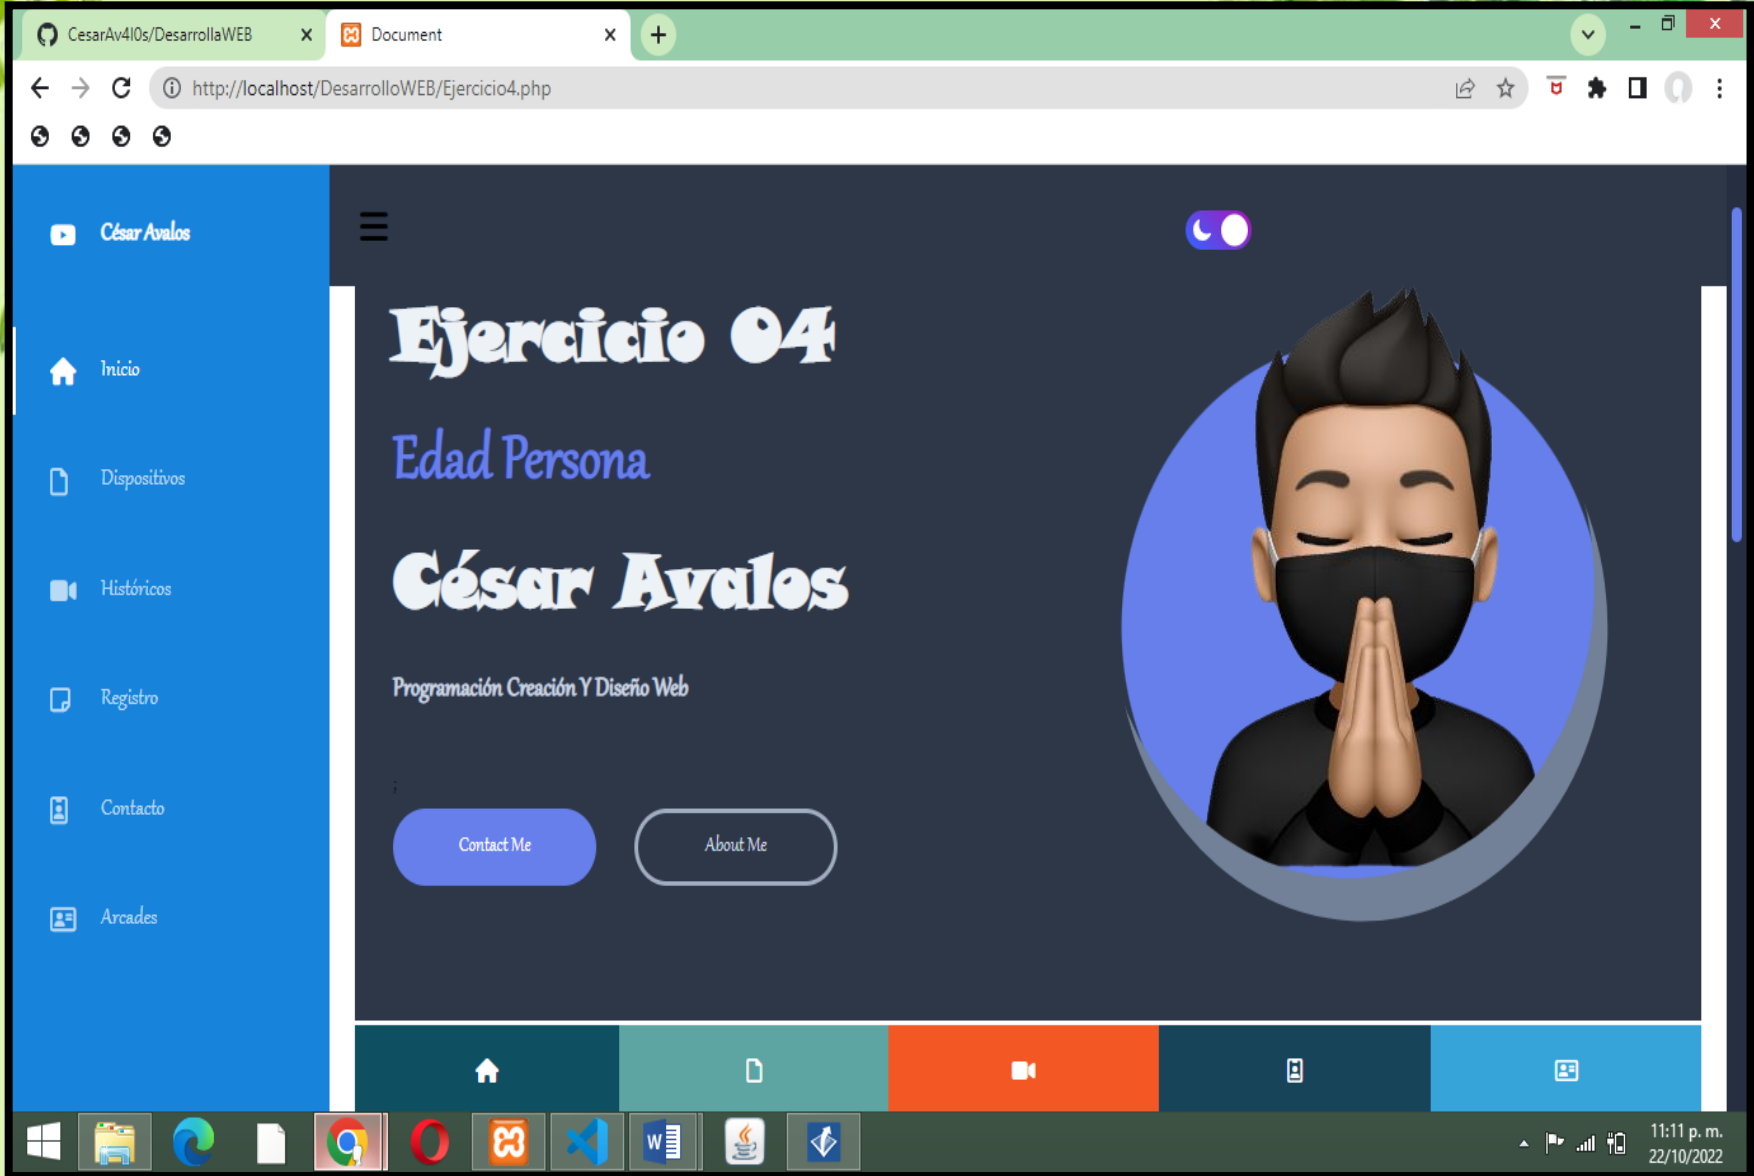 CesarAv4l0s/DesarrollaWEB
Document
http://localhost/DesarrolloWEB/Ejercicio4.php
César Avalos
Inicio
Dispositivos
Históricos
Registro
Contacto
Arcades
Ejercicio 04
Edad Persona
César Avalos
Programación Creación Y Diseño Web
;
Contact Me
About Me
11:11 p. m.
22/10/2022